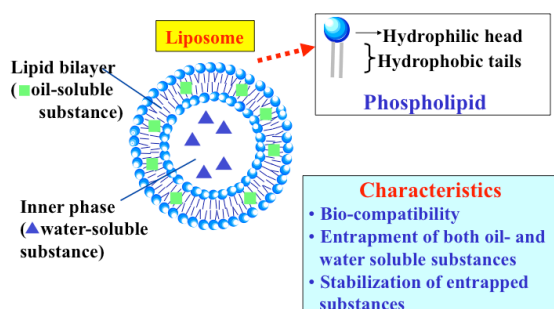 Liposome
Lipid bilayer
(oil-soluble
substance)
Inner phase
(water-soluble
substance)
Hydrophilic head
Hydrophobic tails
Phospholipid
Characteristics
• Bio-compatibility
• Entrapment of both oil- and
water soluble substances
• Stabilization of entrapped
substances